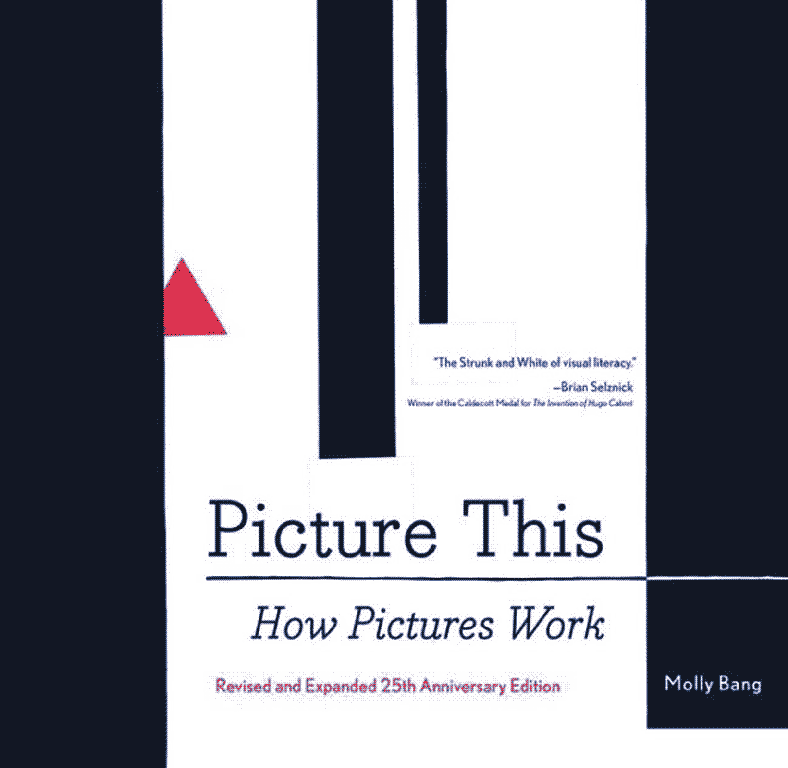 "The Strunk and White of visual literacy."
—Brian Selznick
Winner of the Caldecott Medal for The Invention of Hugo Cabret
Picture This
How Pictures Work
Revised and Expanded 25th Anniversary Edition
Molly Bang